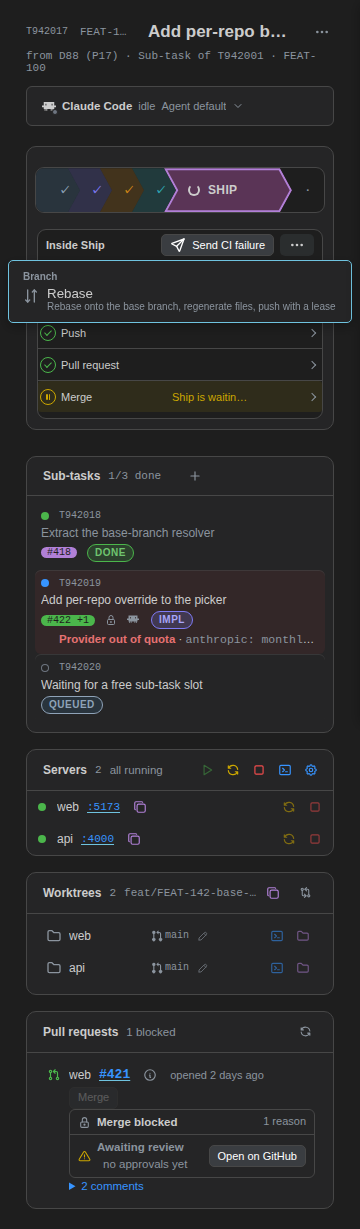 T942017 FEAT-1… Add per-repo b…
from D88 (P17) · Sub-task of T942001 · FEAT-
100
Claude Code idle Agent default
SHIP
Inside Ship Send CI failure
Branch
Rebase
Rebase onto the base branch, regenerate files, push with a lease
Push
Pull request
Merge Ship is waitin…
Sub-tasks 1/3 done
T942018
Extract the base-branch resolver
#418 DONE
T942019
Add per-repo override to the picker
#422 +1 IMPL
Provider out of quota · anthropic: monthl…
T942020
Waiting for a free sub-task slot
QUEUED
Servers 2 all running
web :5173
api :4000
Worktrees 2 feat/FEAT-142-base-…
web main
api main
Pull requests 1 blocked
web #421 opened 2 days ago
Merge
Merge blocked 1 reason
Awaiting review
no approvals yet
Open on GitHub
2 comments